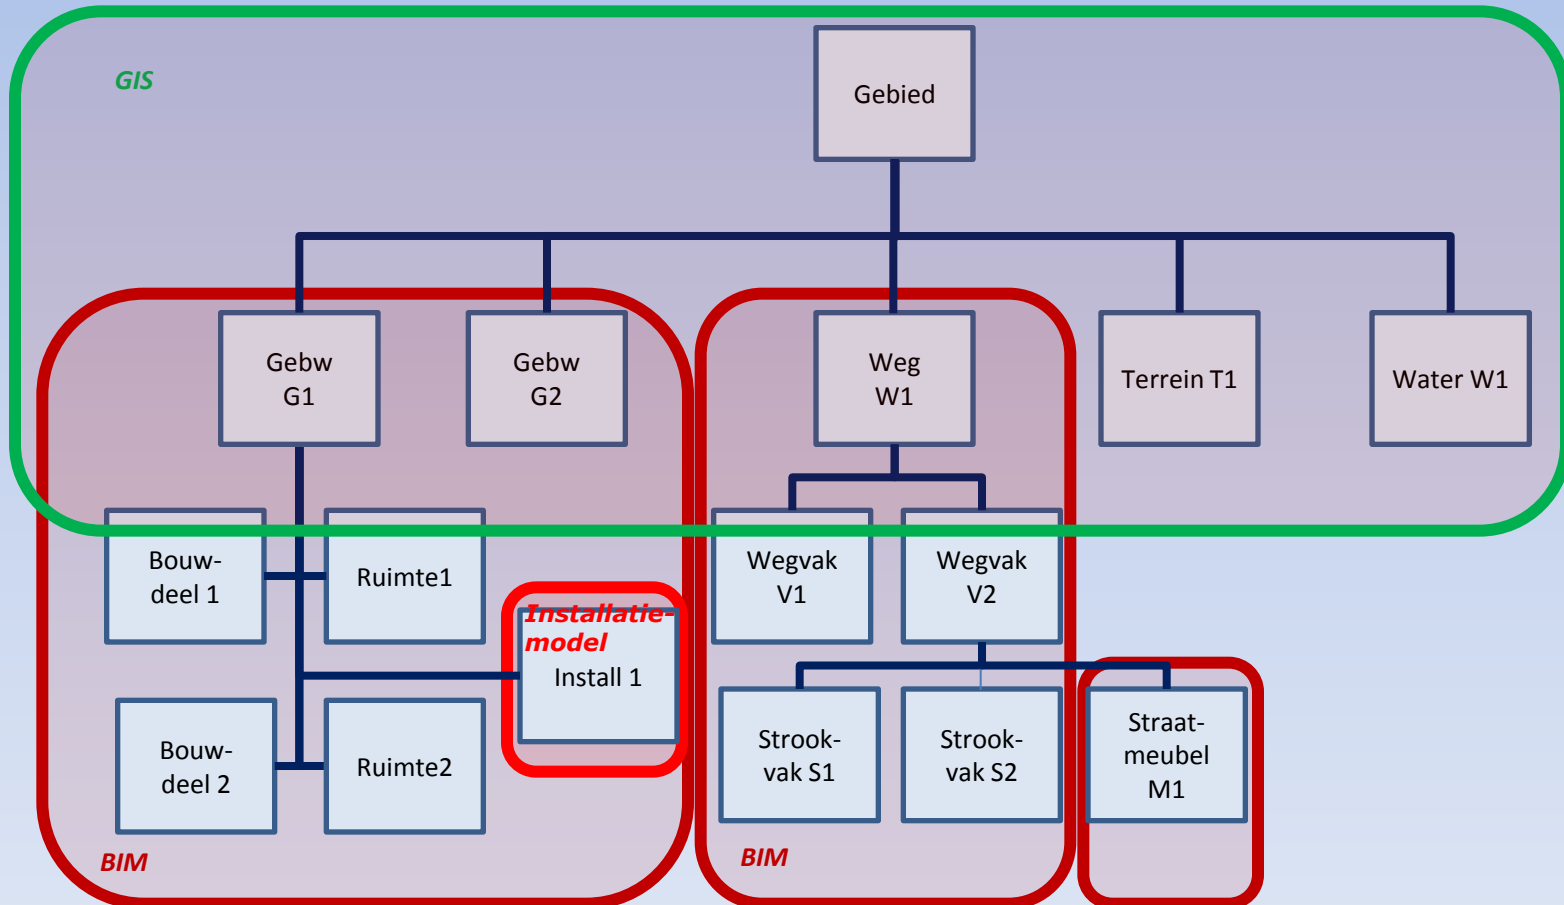 GIS
Gebied
Gebw
G1
Gebw
G2
Weg
W1
Terrein T1
Water W1
Bouw-
deel 1
Ruimte1
Installatie-
model
Install 1
Wegvak
V1
Wegvak
V2
Bouw-
deel 2
Ruimte2
Strook-
vak S1
Strook-
vak S2
Straat-
meubel
M1
BIM
BIM